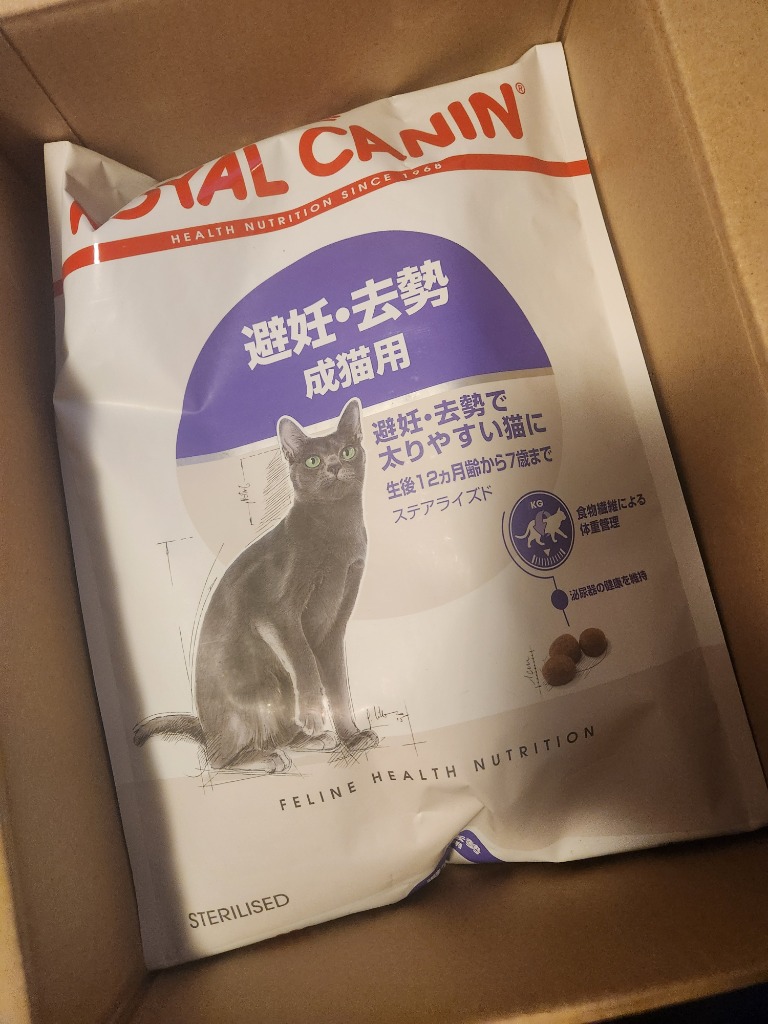 ROYAL CANIN®
HEALTH NUTRITION SINCE 1968
避妊・去勢
成猫用
避妊・去勢で
太りやすい猫に
生後12ヵ月齢から7歳まで
ステアライズド
KG
食物繊維による
体重管理
泌尿器の健康を維持
FELINE HEALTH NUTRITION
STERILISED